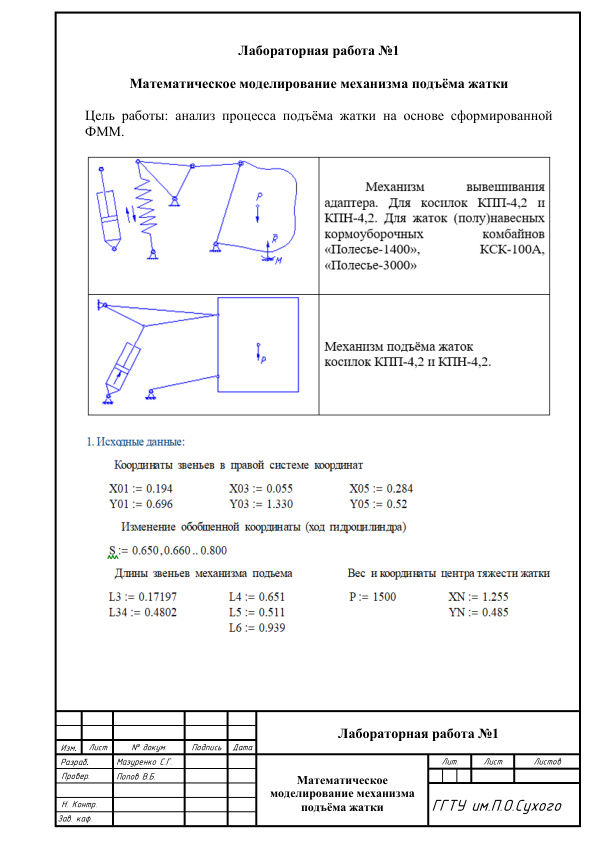 Лабораторная работа №1
Математическое моделирование механизма подъёма жатки
Цель работы: анализ процесса подъёма жатки на основе сформированной
ФММ.
P
R
M
Механизм вывешивания
адаптера. Для косилок КПП-4,2 и
КПН-4,2. Для жаток (полу)навесных
кормоуборочных комбайнов
«Полесье-1400», КСК-100А,
«Полесье-3000»
P
Механизм подъёма жаток
косилок КПП-4,2 и КПН-4,2.
1. Исходные данные:
Координаты звеньев в правой системе координат
X01 := 0.194 X03 := 0.055 X05 := 0.284
Y01 := 0.696 Y03 := 1.330 Y05 := 0.52
Изменение обобщенной координаты (ход гидроцилиндра)
S := 0.650 , 0.660 .. 0.800
Длины звеньев механизма подъема Вес и координаты центра тяжести жатки
L3 := 0.17197 L4 := 0.651 P := 1500 XN := 1.255
L34 := 0.4802 L5 := 0.511 YN := 0.485
L6 := 0.939
Лабораторная работа №1
Изм. Лист № докум. Подпись Дата
Разраб. Мазуренко С.Г.
Провер. Попов В.Б.
Н. Контр.
Зав. каф.
Математическое
моделирование механизма
подъёма жатки
Лит. Лист Листов
ГГТУ им.П.О.Сухого